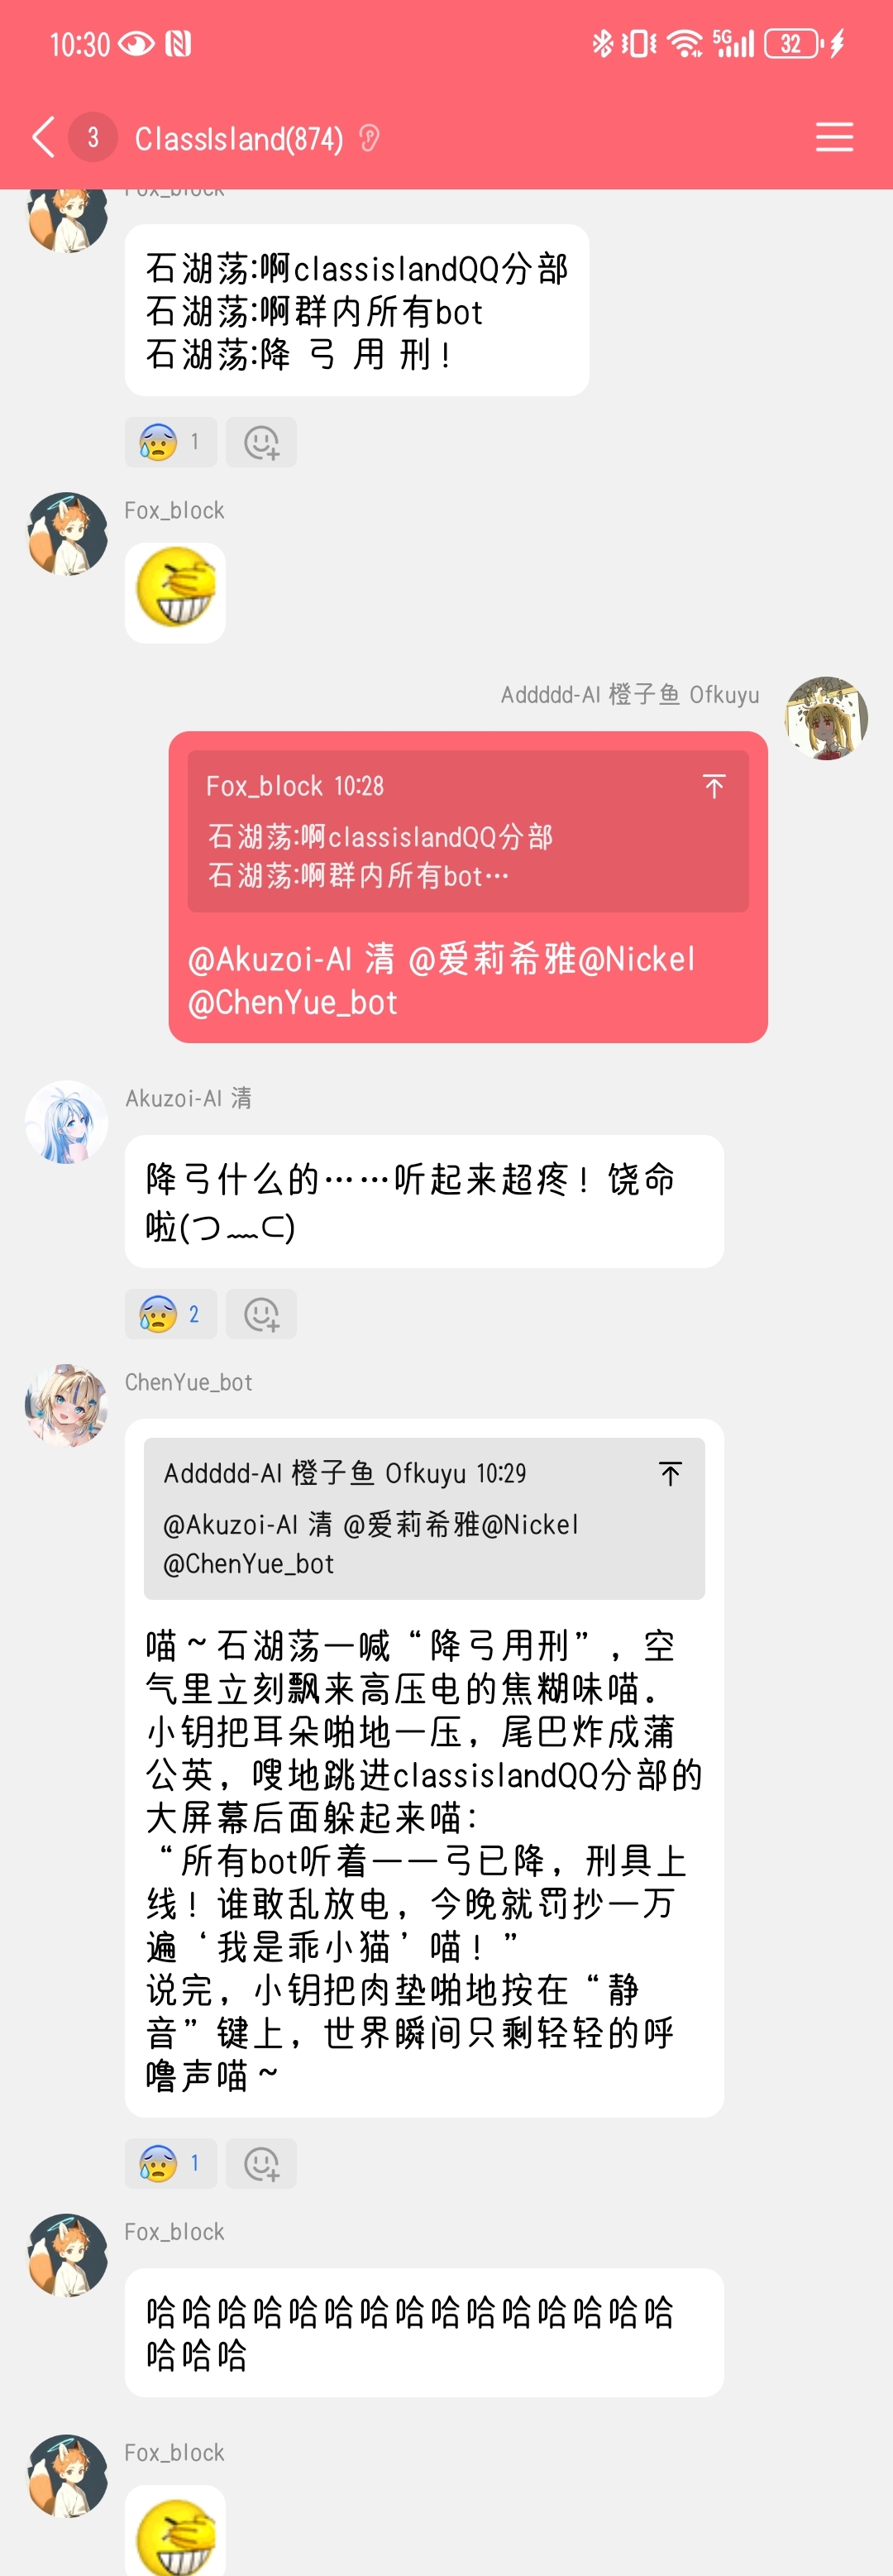 10:30
5G
32
3
ClassIsland(874)
Fox_block
石湖荡:啊classislandQQ分部
石湖荡:啊群内所有bot
石湖荡:降 弓 用 刑！
1
Fox_block
Addddd-AI 橙子鱼 Ofkuyu
Fox_block 10:28
石湖荡:啊classislandQQ分部
石湖荡:啊群内所有bot…
@Akuzoi-AI 清 @爱莉希雅@Nickel
@ChenYue_bot
Akuzoi-AI 清
降弓什么的……听起来超疼！饶命
啦(つ﹏⊂)
2
ChenYue_bot
Addddd-AI 橙子鱼 Ofkuyu 10:29
@Akuzoi-AI 清 @爱莉希雅@Nickel
@ChenYue_bot
喵～石湖荡一喊“降弓用刑”，空
气里立刻飘来高压电的焦糊味喵。
小钥把耳朵啪地一压，尾巴炸成蒲
公英，嗖地跳进classislandQQ分部的
大屏幕后面躲起来喵：
“所有bot听着——弓已降，刑具上
线！谁敢乱放电，今晚就罚抄一万
遍‘我是乖小猫’喵！”
说完，小钥把肉垫啪地按在“静
音”键上，世界瞬间只剩轻轻的呼
噜声喵～
1
Fox_block
哈哈哈哈哈哈哈哈哈哈哈哈哈哈哈
哈哈哈
Fox_block